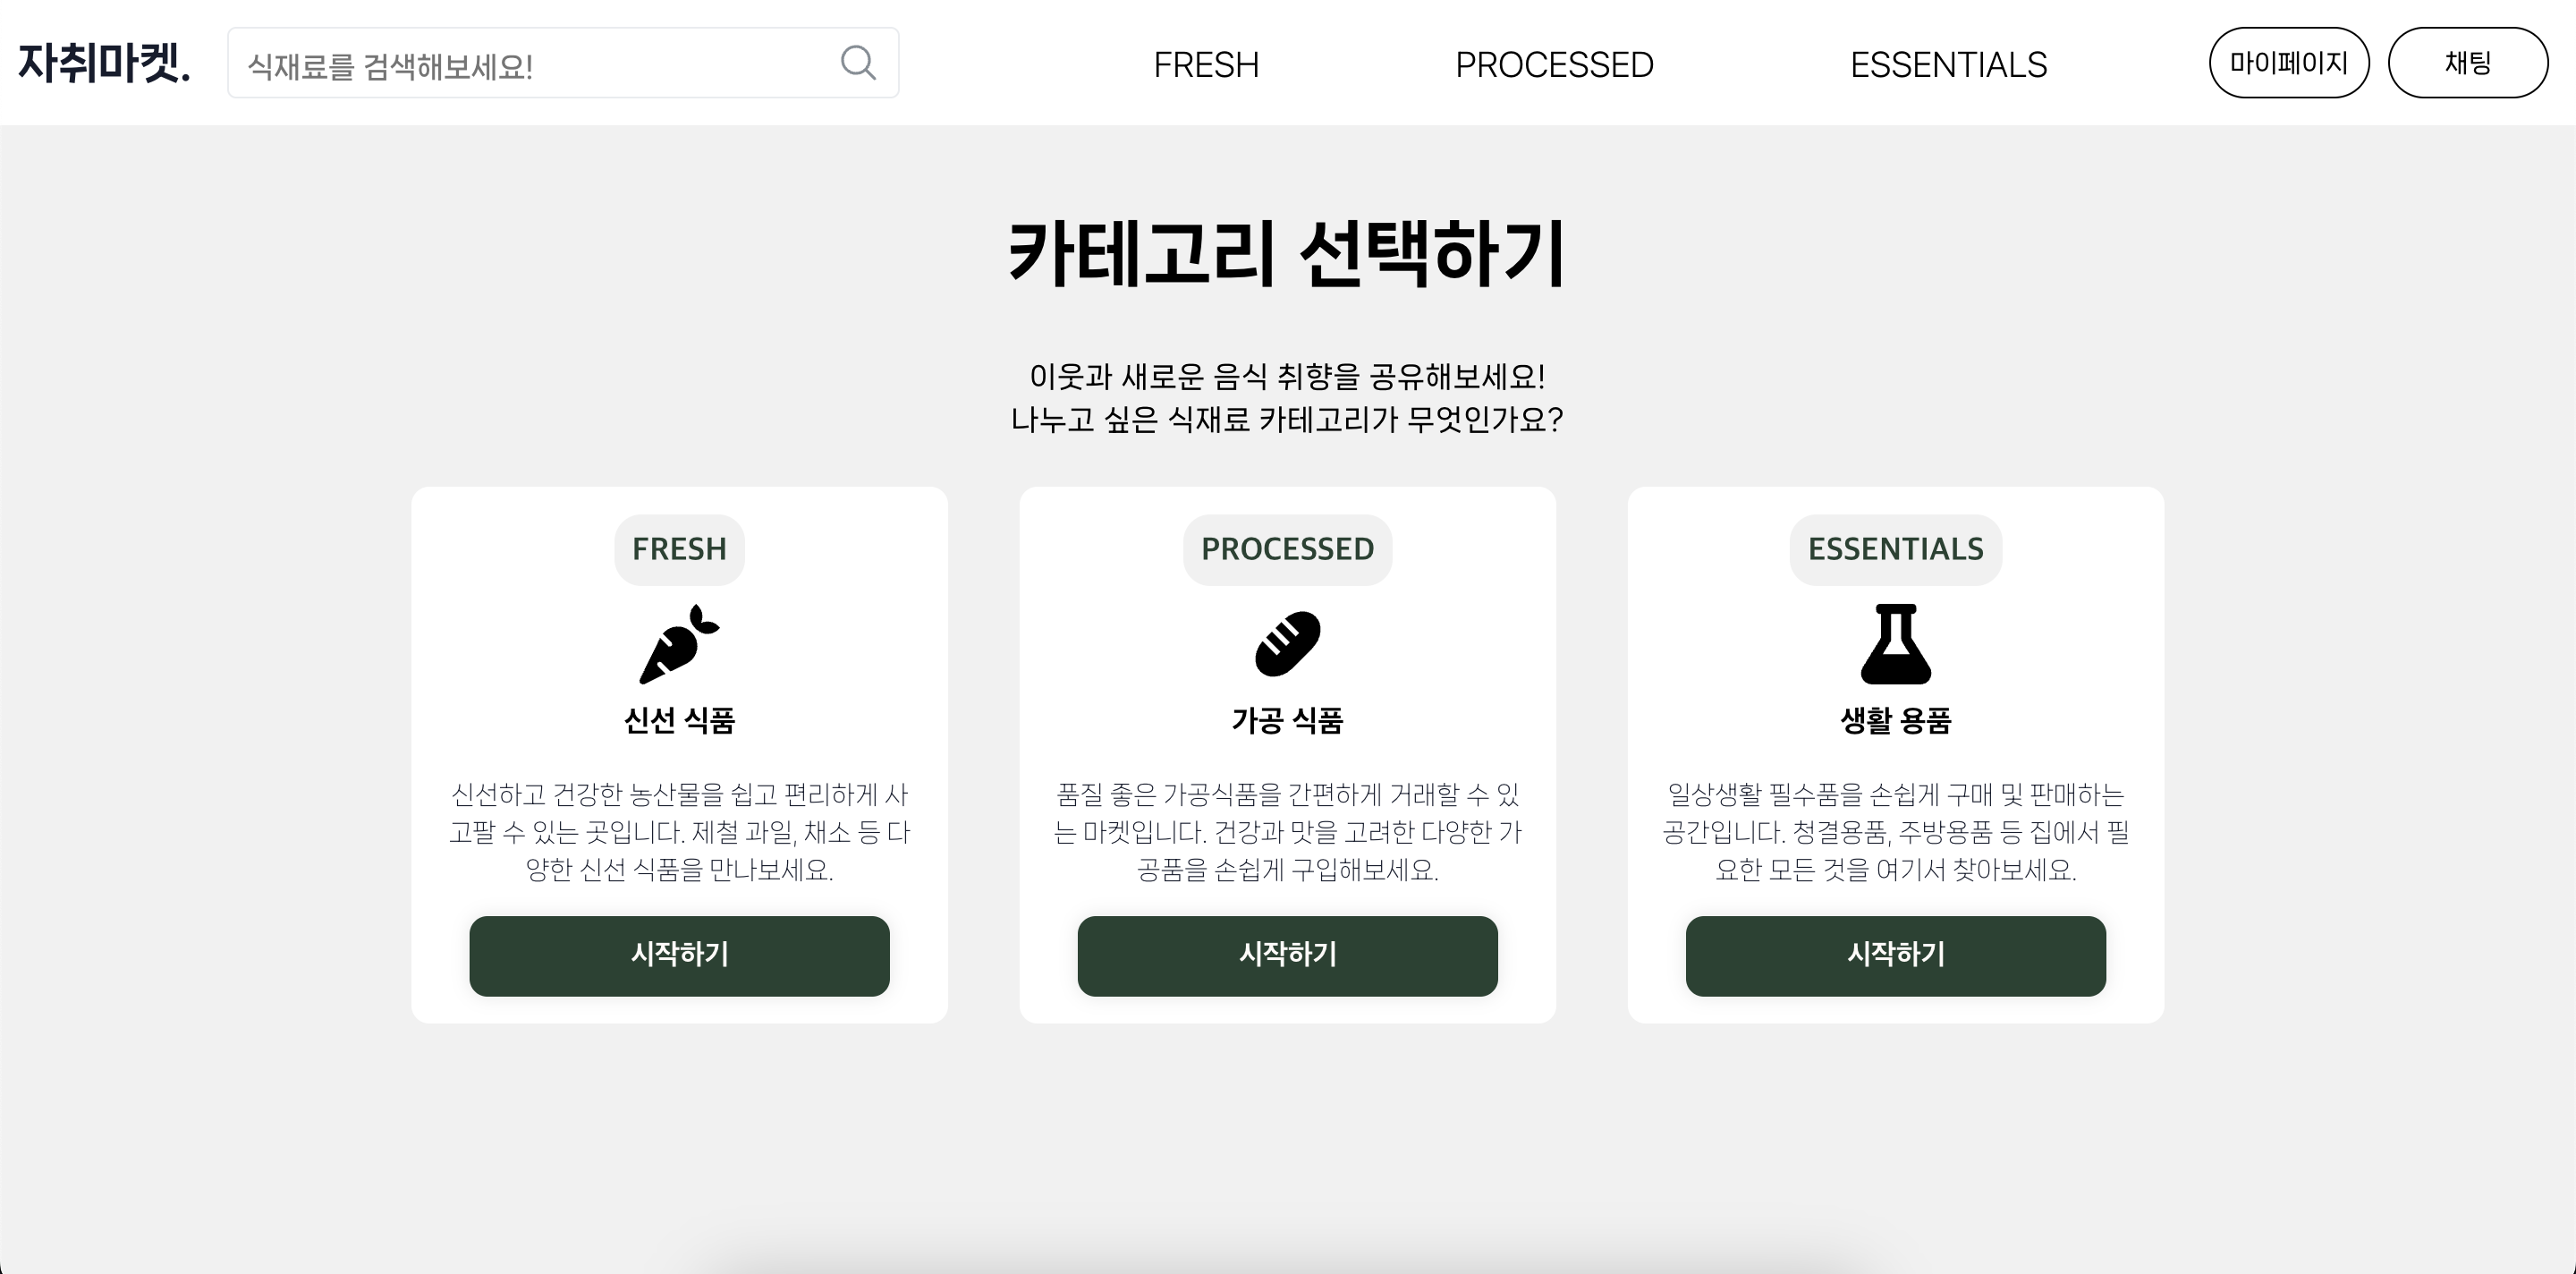 자취마켓.
식재료를 검색해보세요!
FRESH
PROCESSED
ESSENTIALS
마이페이지
채팅
카테고리 선택하기
이웃과 새로운 음식 취향을 공유해보세요!
나누고 싶은 식재료 카테고리가 무엇인가요?
FRESH
신선 식품
신선하고 건강한 농산물을 쉽고 편리하게 사
고팔 수 있는 곳입니다. 제철 과일, 채소 등 다
양한 신선 식품을 만나보세요.
시작하기
PROCESSED
가공 식품
품질 좋은 가공식품을 간편하게 거래할 수 있
는 마켓입니다. 건강과 맛을 고려한 다양한 가
공품을 손쉽게 구입해보세요.
시작하기
ESSENTIALS
생활 용품
일상생활 필수품을 손쉽게 구매 및 판매하는
공간입니다. 청결용품, 주방용품 등 집에서 필
요한 모든 것을 여기서 찾아보세요.
시작하기